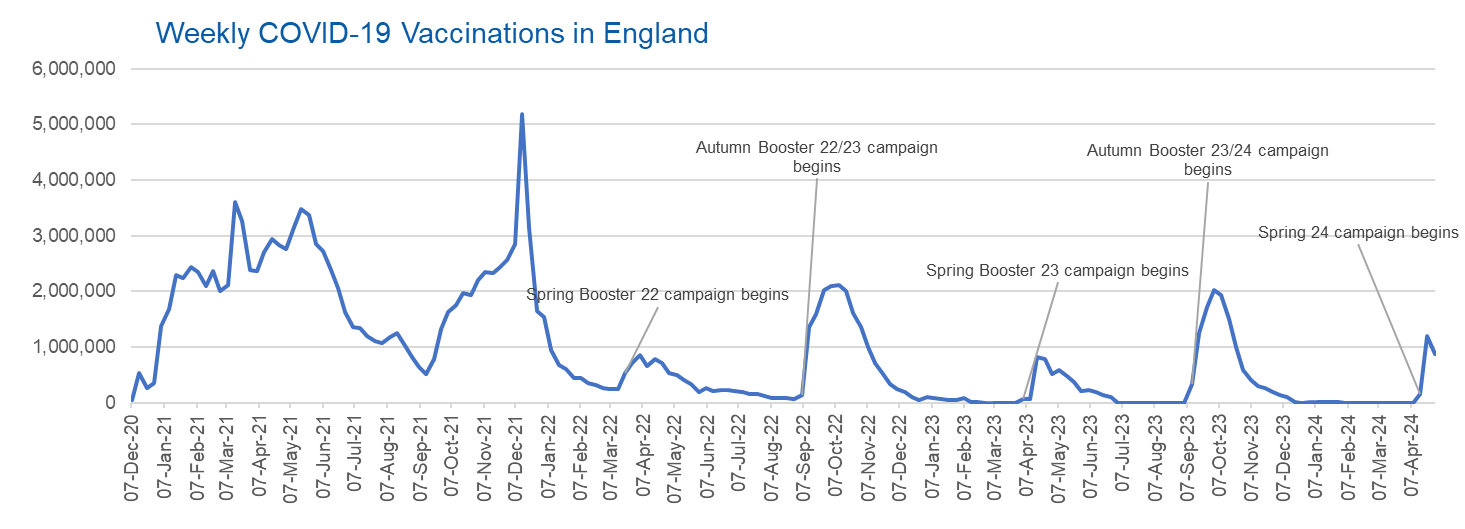 Weekly COVID-19 Vaccinations in England
6,000,000
5,000,000
4,000,000
3,000,000
2,000,000
1,000,000
0
Autumn Booster 22/23 campaign
begins
Autumn Booster 23/24 campaign
begins
Spring 24 campaign begins
Spring Booster 23 campaign begins
Spring Booster 22 campaign begins
07-Dec-20
07-Jan-21
07-Feb-21
07-Mar-21
07-Apr-21
07-May-21
07-Jun-21
07-Jul-21
07-Aug-21
07-Sep-21
07-Oct-21
07-Nov-21
07-Dec-21
07-Jan-22
07-Feb-22
07-Mar-22
07-Apr-22
07-May-22
07-Jun-22
07-Jul-22
07-Aug-22
07-Sep-22
07-Oct-22
07-Nov-22
07-Dec-22
07-Jan-23
07-Feb-23
07-Mar-23
07-Apr-23
07-May-23
07-Jun-23
07-Jul-23
07-Aug-23
07-Sep-23
07-Oct-23
07-Nov-23
07-Dec-23
07-Jan-24
07-Feb-24
07-Mar-24
07-Apr-24